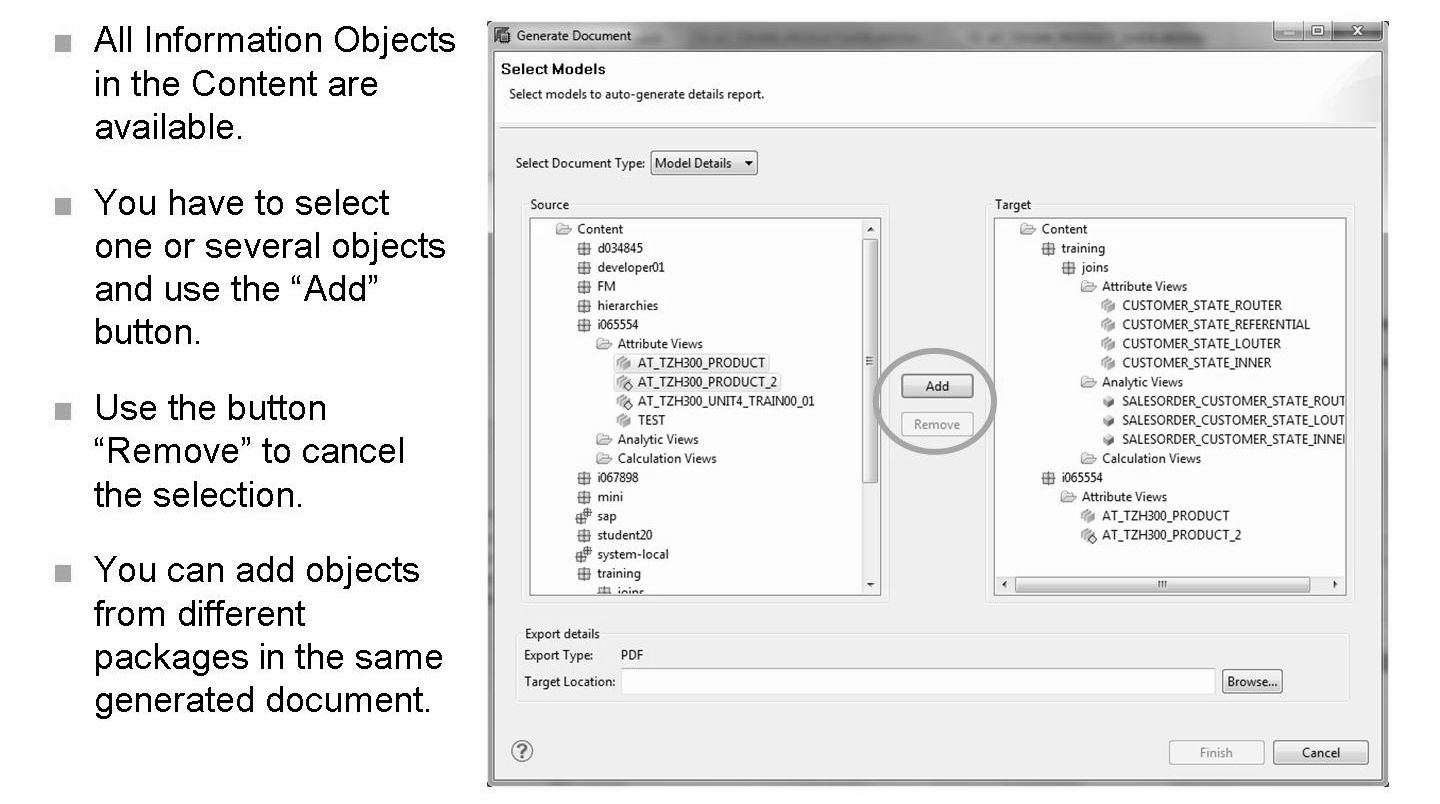 All Information Objects
in the Content are
available.
You have to select
one or several objects
and use the “Add”
button.
Use the button
“Remove” to cancel
the selection.
You can add objects
from different
packages in the same
generated document.
Generate Document
Select Models
Select models to auto-generate details report.
Select Document Type: Model Details
Source
Content
d034845
developer01
FM
hierarchies
i065554
Attribute Views
AT_TZH300_PRODUCT
AT_TZH300_PRODUCT_2
AT_TZH300_UNIT4_TRAIN00_01
TEST
Analytic Views
Calculation Views
i067898
mini
sap
student20
system-local
training
joins
Add
Remove
Target
Content
training
joins
Attribute Views
CUSTOMER_STATE_ROUTER
CUSTOMER_STATE_REFERENTIAL
CUSTOMER_STATE_LOUTER
CUSTOMER_STATE_INNER
Analytic Views
SALESORDER_CUSTOMER_STATE_ROUT
SALESORDER_CUSTOMER_STATE_LOUT
SALESORDER_CUSTOMER_STATE_INNE
Calculation Views
i065554
Attribute Views
AT_TZH300_PRODUCT
AT_TZH300_PRODUCT_2
Export details
Export Type: PDF
Target Location:
Browse...
?
Finish
Cancel